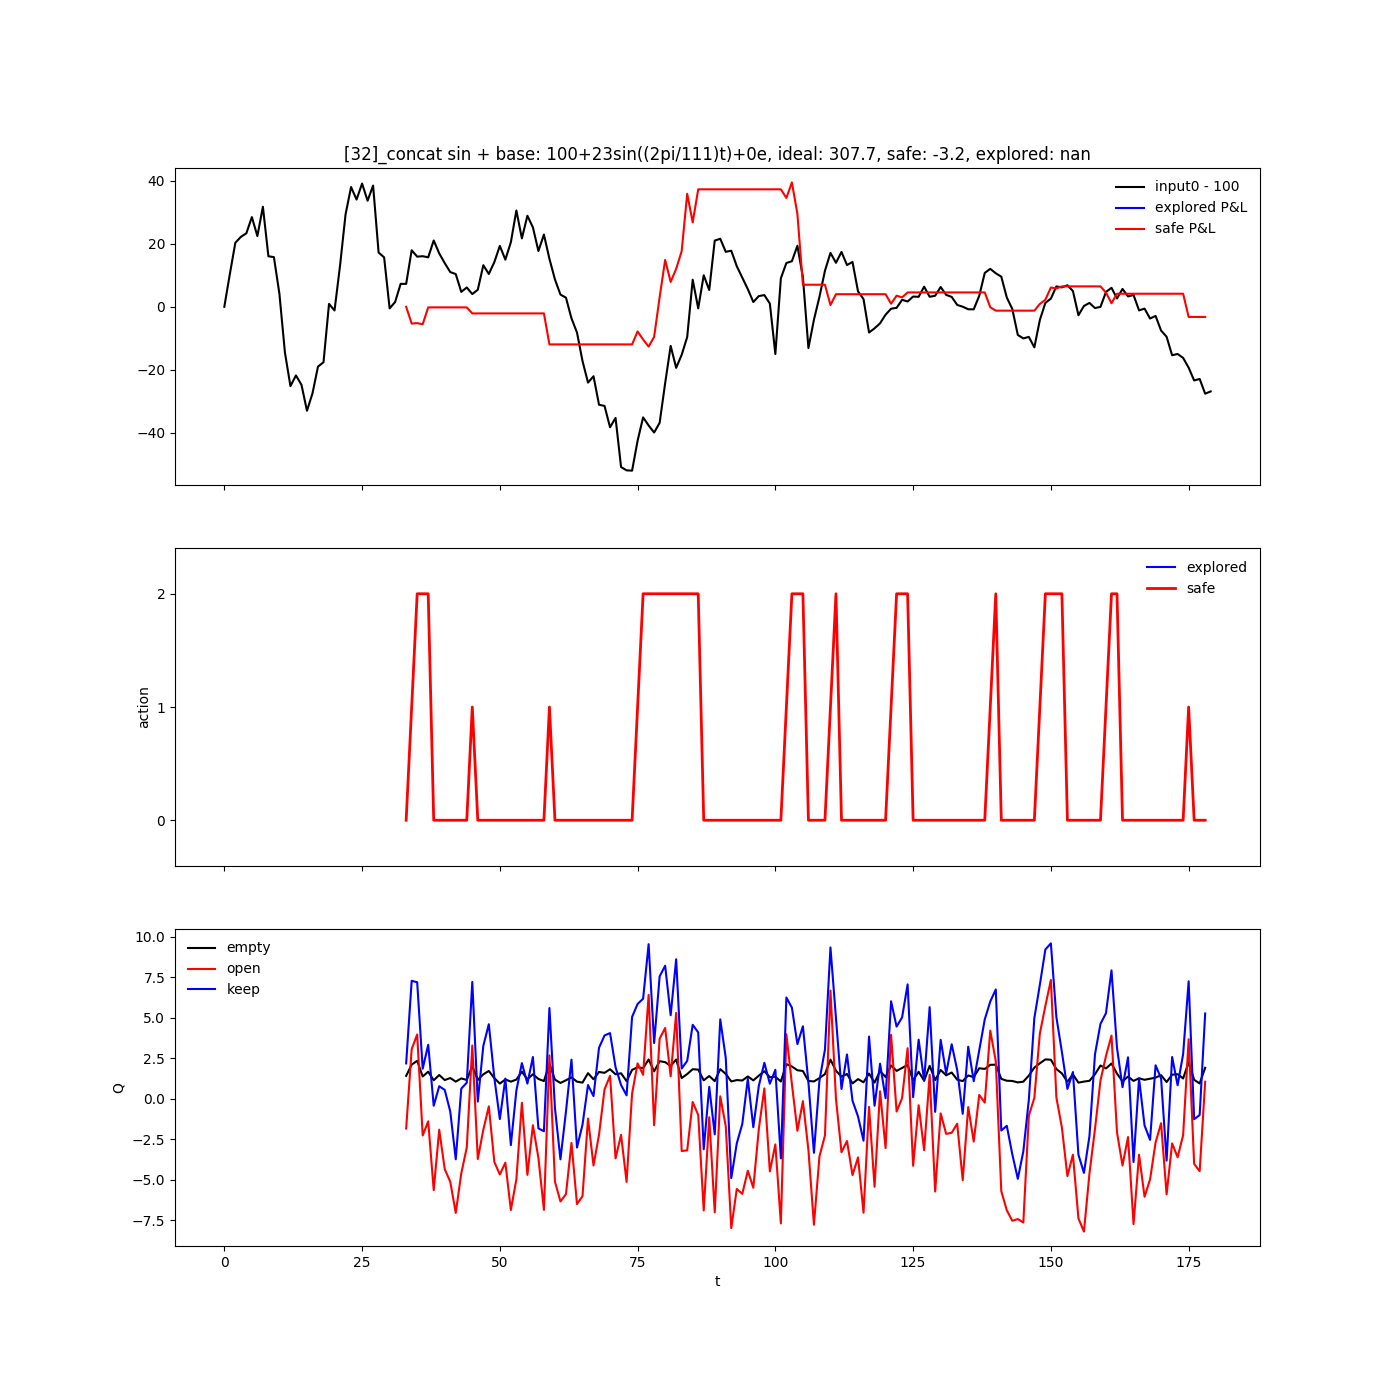 [32]_concat sin + base: 100+23sin((2pi/111)t)+0e, ideal: 307.7, safe: -3.2, explored: nan
40
20
0
−20
−40
input0 - 100
explored P&L
safe P&L
2
1
0
action
explored
safe
10.0
7.5
5.0
2.5
0.0
−2.5
−5.0
−7.5
Q
empty
open
keep
0 25 50 75 100 125 150 175
t